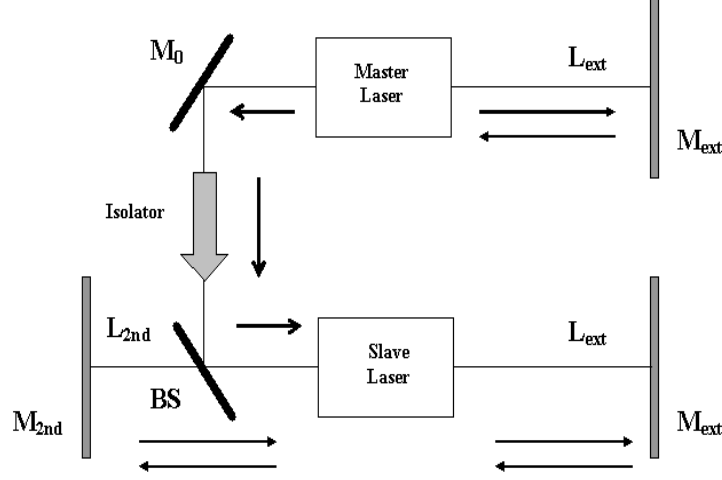 M0
Master
Laser
Lext
Mext
Isolator
L2nd
Slave
Laser
Lext
BS
M2nd
Mext